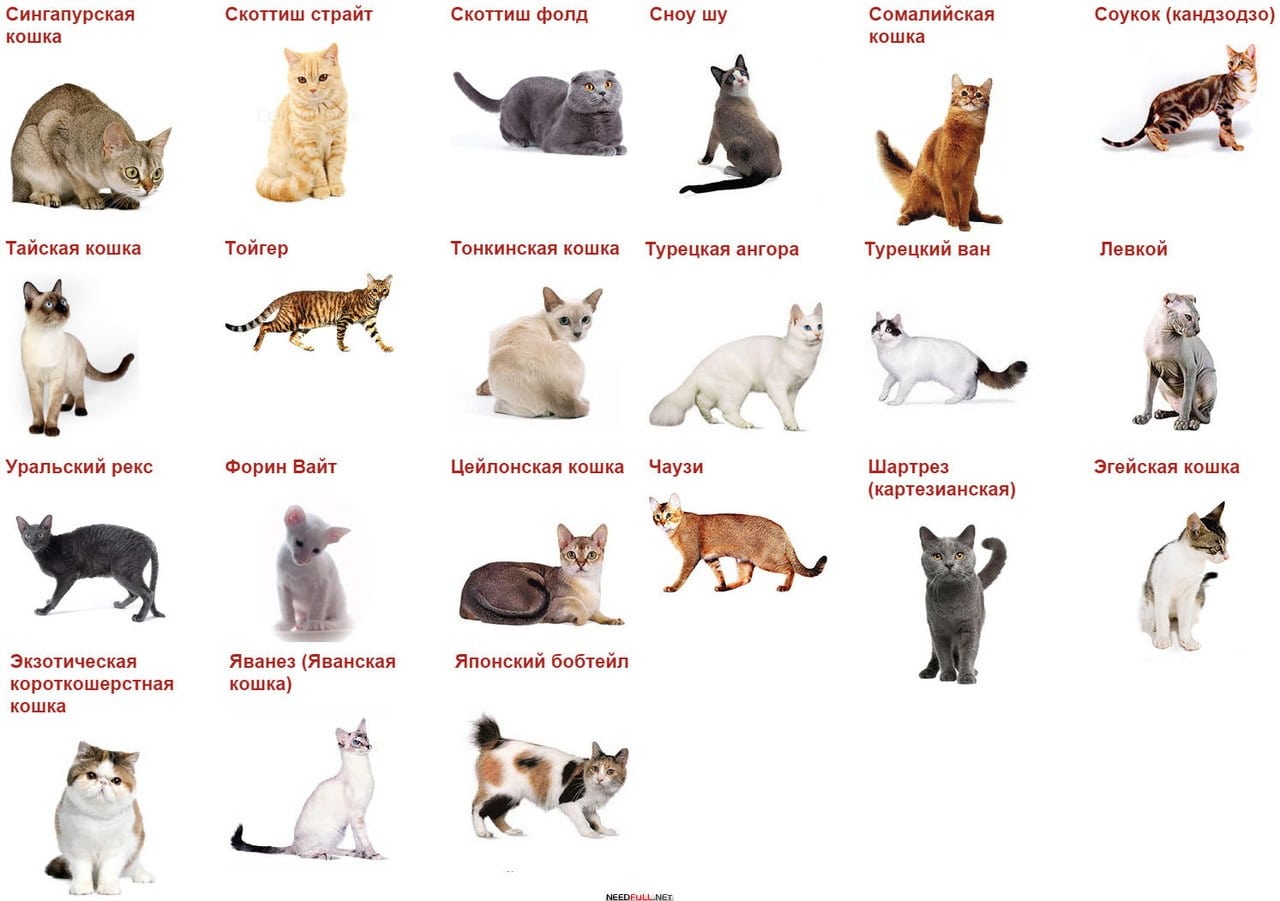 Сингапурская
кошка
Скоттиш страйт
Скоттиш фолд
Сноу шу
Сомалийская
кошка
Соукок (кандзодзо)
Тайская кошка
Тойгер
Тонкинская кошка
Турецкая ангора
Турецкий ван
Левкой
Уральский рекс
Форин Вайт
Цейлонская кошка
Чаузи
Шартрез
(картезианская)
Эгейская кошка
Экзотическая
короткошерстная
кошка
Яванез (Яванская
кошка)
Японский бобтейл
NEEDFULL.NET